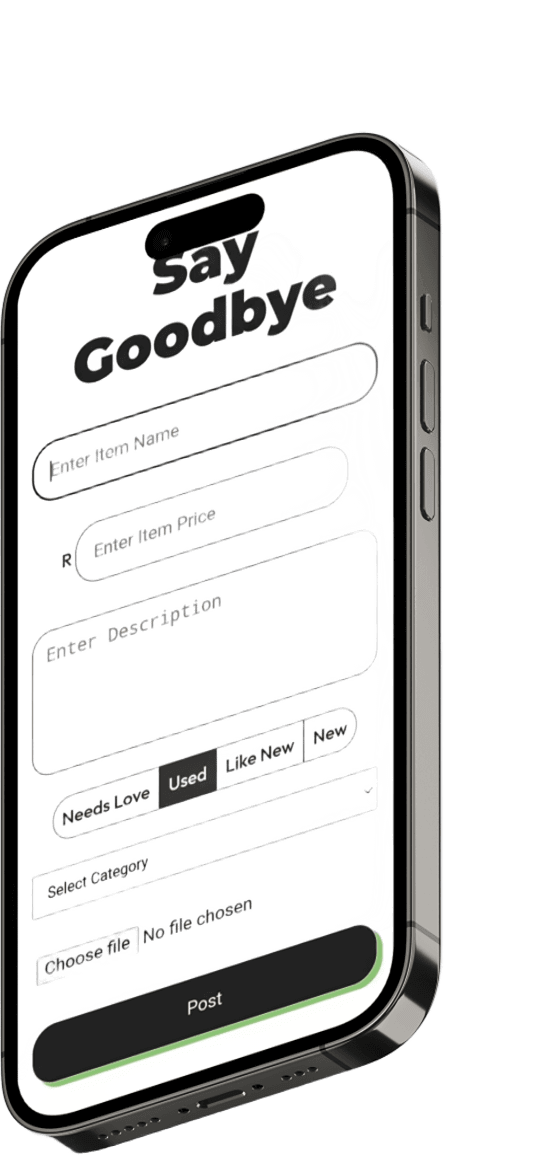 Say
Goodbye
Enter Item Name
R
Enter Item Price
Enter Description
Needs Love Used Like New New
Select Category
Choose file No file chosen
Post